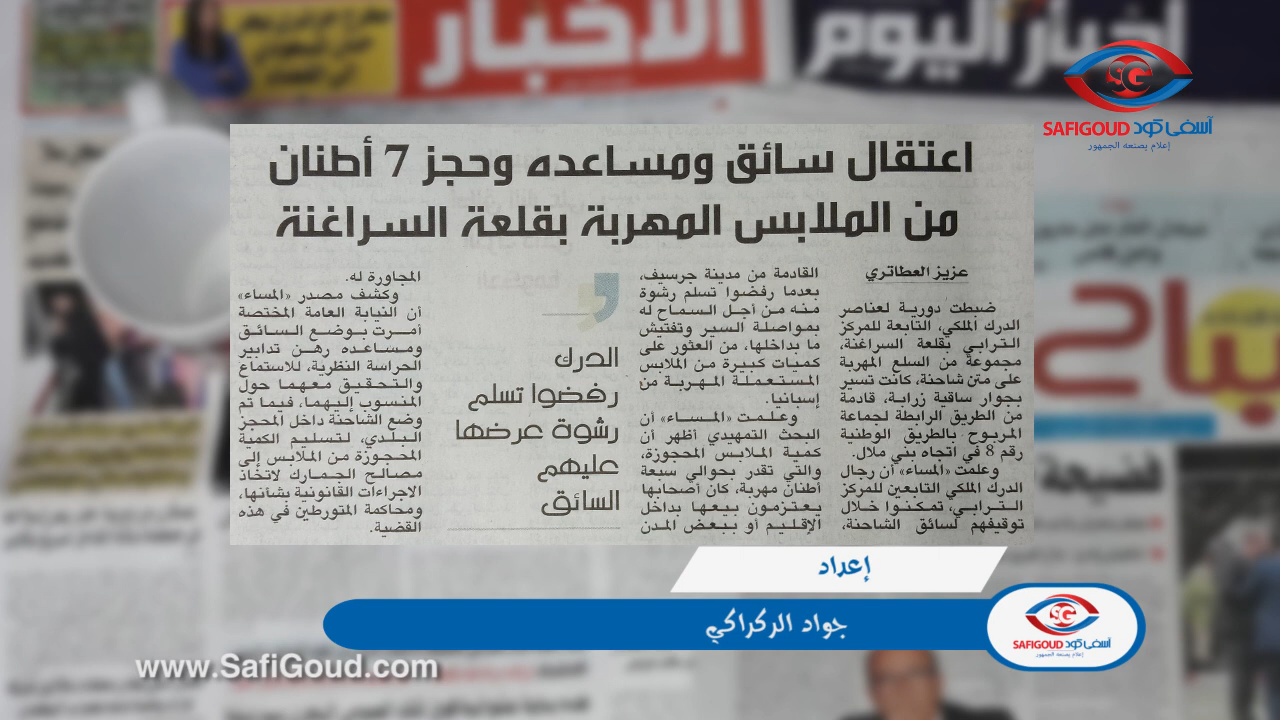 الأخبار
أخبار اليوم
SAFIGOUD آسفي كود
إعلام يصنعه الجمهور
اعتقال سائق ومساعده وحجز 7 أطنان
من الملابس المهربة بقلعة السراغنة
عزيز العطاتري
ضبطت دورية لعناصر
الدرك الملكي، التابعة للمركز
الترابي بقلعة السراغنة،
مجموعة من السلع المهربة
على متن شاحنة، كانت تسير
بجوار ساقية زرابة، قادمة
من الطريق الرابطة لجماعة
المربوح بالطريق الوطنية
رقم 8 في اتجاه بني ملال.
وعلمت «المساء» أن رجال
الدرك الملكي التابعين للمركز
الترابي، تمكنوا خلال
توقيفهم لسائق الشاحنة،
القادمة من مدينة جرسيف،
بعدما رفضوا تسلم رشوة
منه من أجل السماح له
بمواصلة السير وتفتيش
ما بداخلها، من العثور على
كميات كبيرة من الملابس
المستعملة المهربة من
إسبانيا.
وعلمت «المساء» أن
البحث التمهيدي أظهر أن
كمية الملابس المحجوزة،
والتي تقدر بحوالي سبعة
أطنان مهربة، كان أصحابها
يعتزمون بيعها بداخل
الإقليم أو ببعض المدن
الدرك
رفضوا تسلم
رشوة عرضها
عليهم
السائق
المجاورة له.
وكشف مصدر «المساء»
أن النيابة العامة المختصة
أمرت بوضع السائق
ومساعده رهن تدابير
الحراسة النظرية، للاستماع
والتحقيق معهما حول
المنسوب إليهما، فيما تم
وضع الشاحنة داخل المحجز
البلدي، لتسليم الكمية
المحجوزة من الملابس إلى
مصالح الجمارك لاتخاذ
الاجراءات القانونية بشأنها،
ومحاكمة المتورطين في هذه
القضية.
فضيحة
إعداد
جواد الركراكي
SAFIGOUD آسفي كود
إعلام يصنعه الجمهور
www.SafiGoud.com